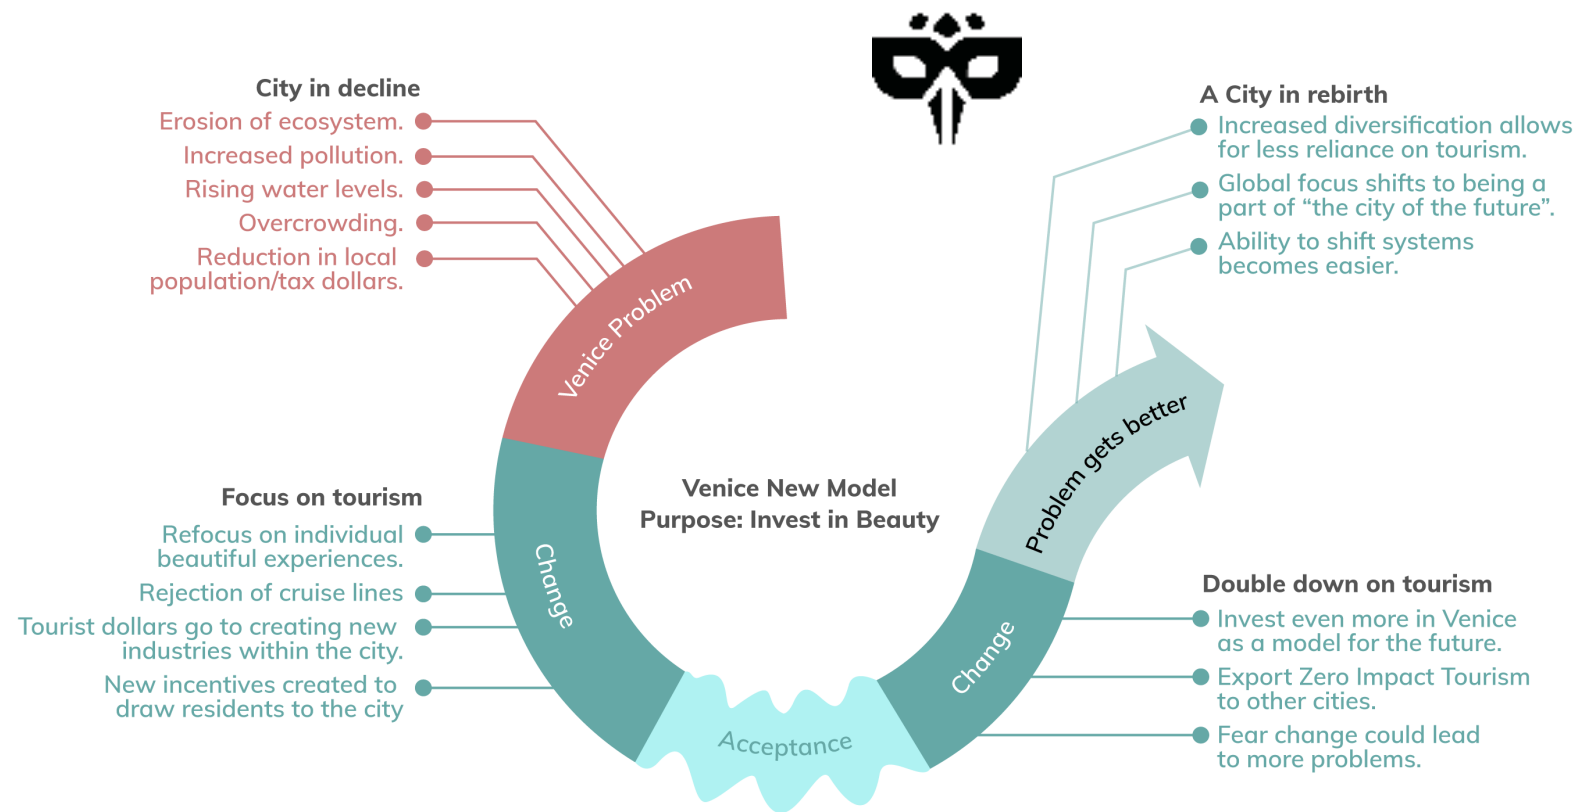 City in decline
Erosion of ecosystem.
Increased pollution.
Rising water levels.
Overcrowding.
Reduction in local
population/tax dollars.
Venice Problem
Focus on tourism
Refocus on individual
beautiful experiences.
Rejection of cruise lines
Tourist dollars go to creating new
industries within the city.
New incentives created to
draw residents to the city
Change
Venice New Model
Purpose: Invest in Beauty
Acceptance
Change
Double down on tourism
Invest even more in Venice
as a model for the future.
Export Zero Impact Tourism
to other cities.
Fear change could lead
to more problems.
Problem gets better
A City in rebirth
Increased diversification allows
for less reliance on tourism.
Global focus shifts to being a
part of “the city of the future”.
Ability to shift systems
becomes easier.